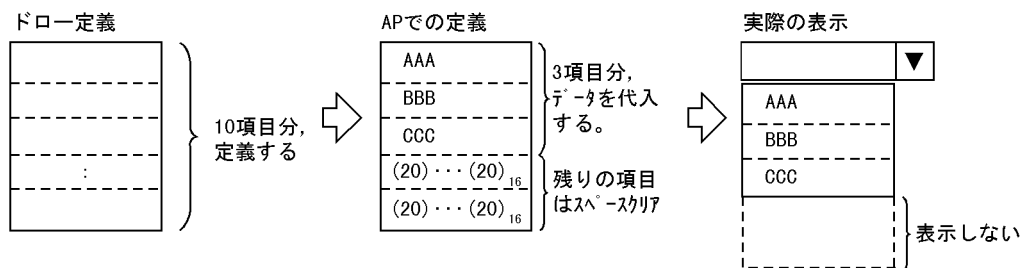 ドロー定義
10項目分,
定義する
:
APでの定義
AAA
BBB
CCC
(20)･･･(20)16
(20)･･･(20)16
3項目分,
ﾃﾞｰﾀを代入
する。
残りの項目
はｽﾍﾟｰｽｸﾘｱ
実際の表示
▼
AAA
BBB
CCC
表示しない